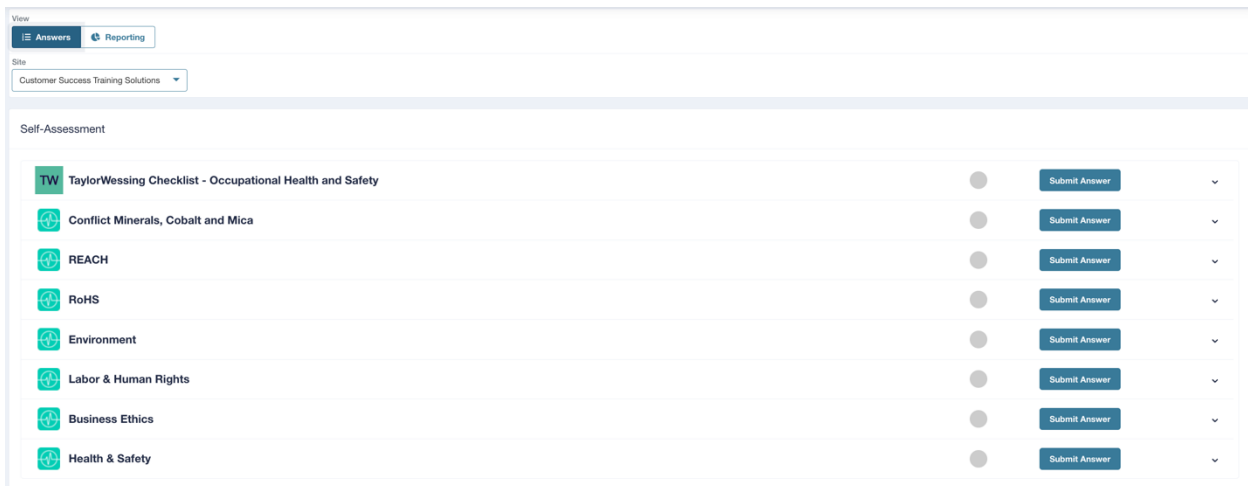 View
Answers Reporting
Site
Customer Success Training Solutions
Self-Assessment
TW TaylorWessing Checklist - Occupational Health and Safety Submit Answer
Conflict Minerals, Cobalt and Mica Submit Answer
REACH Submit Answer
RoHS Submit Answer
Environment Submit Answer
Labor & Human Rights Submit Answer
Business Ethics Submit Answer
Health & Safety Submit Answer